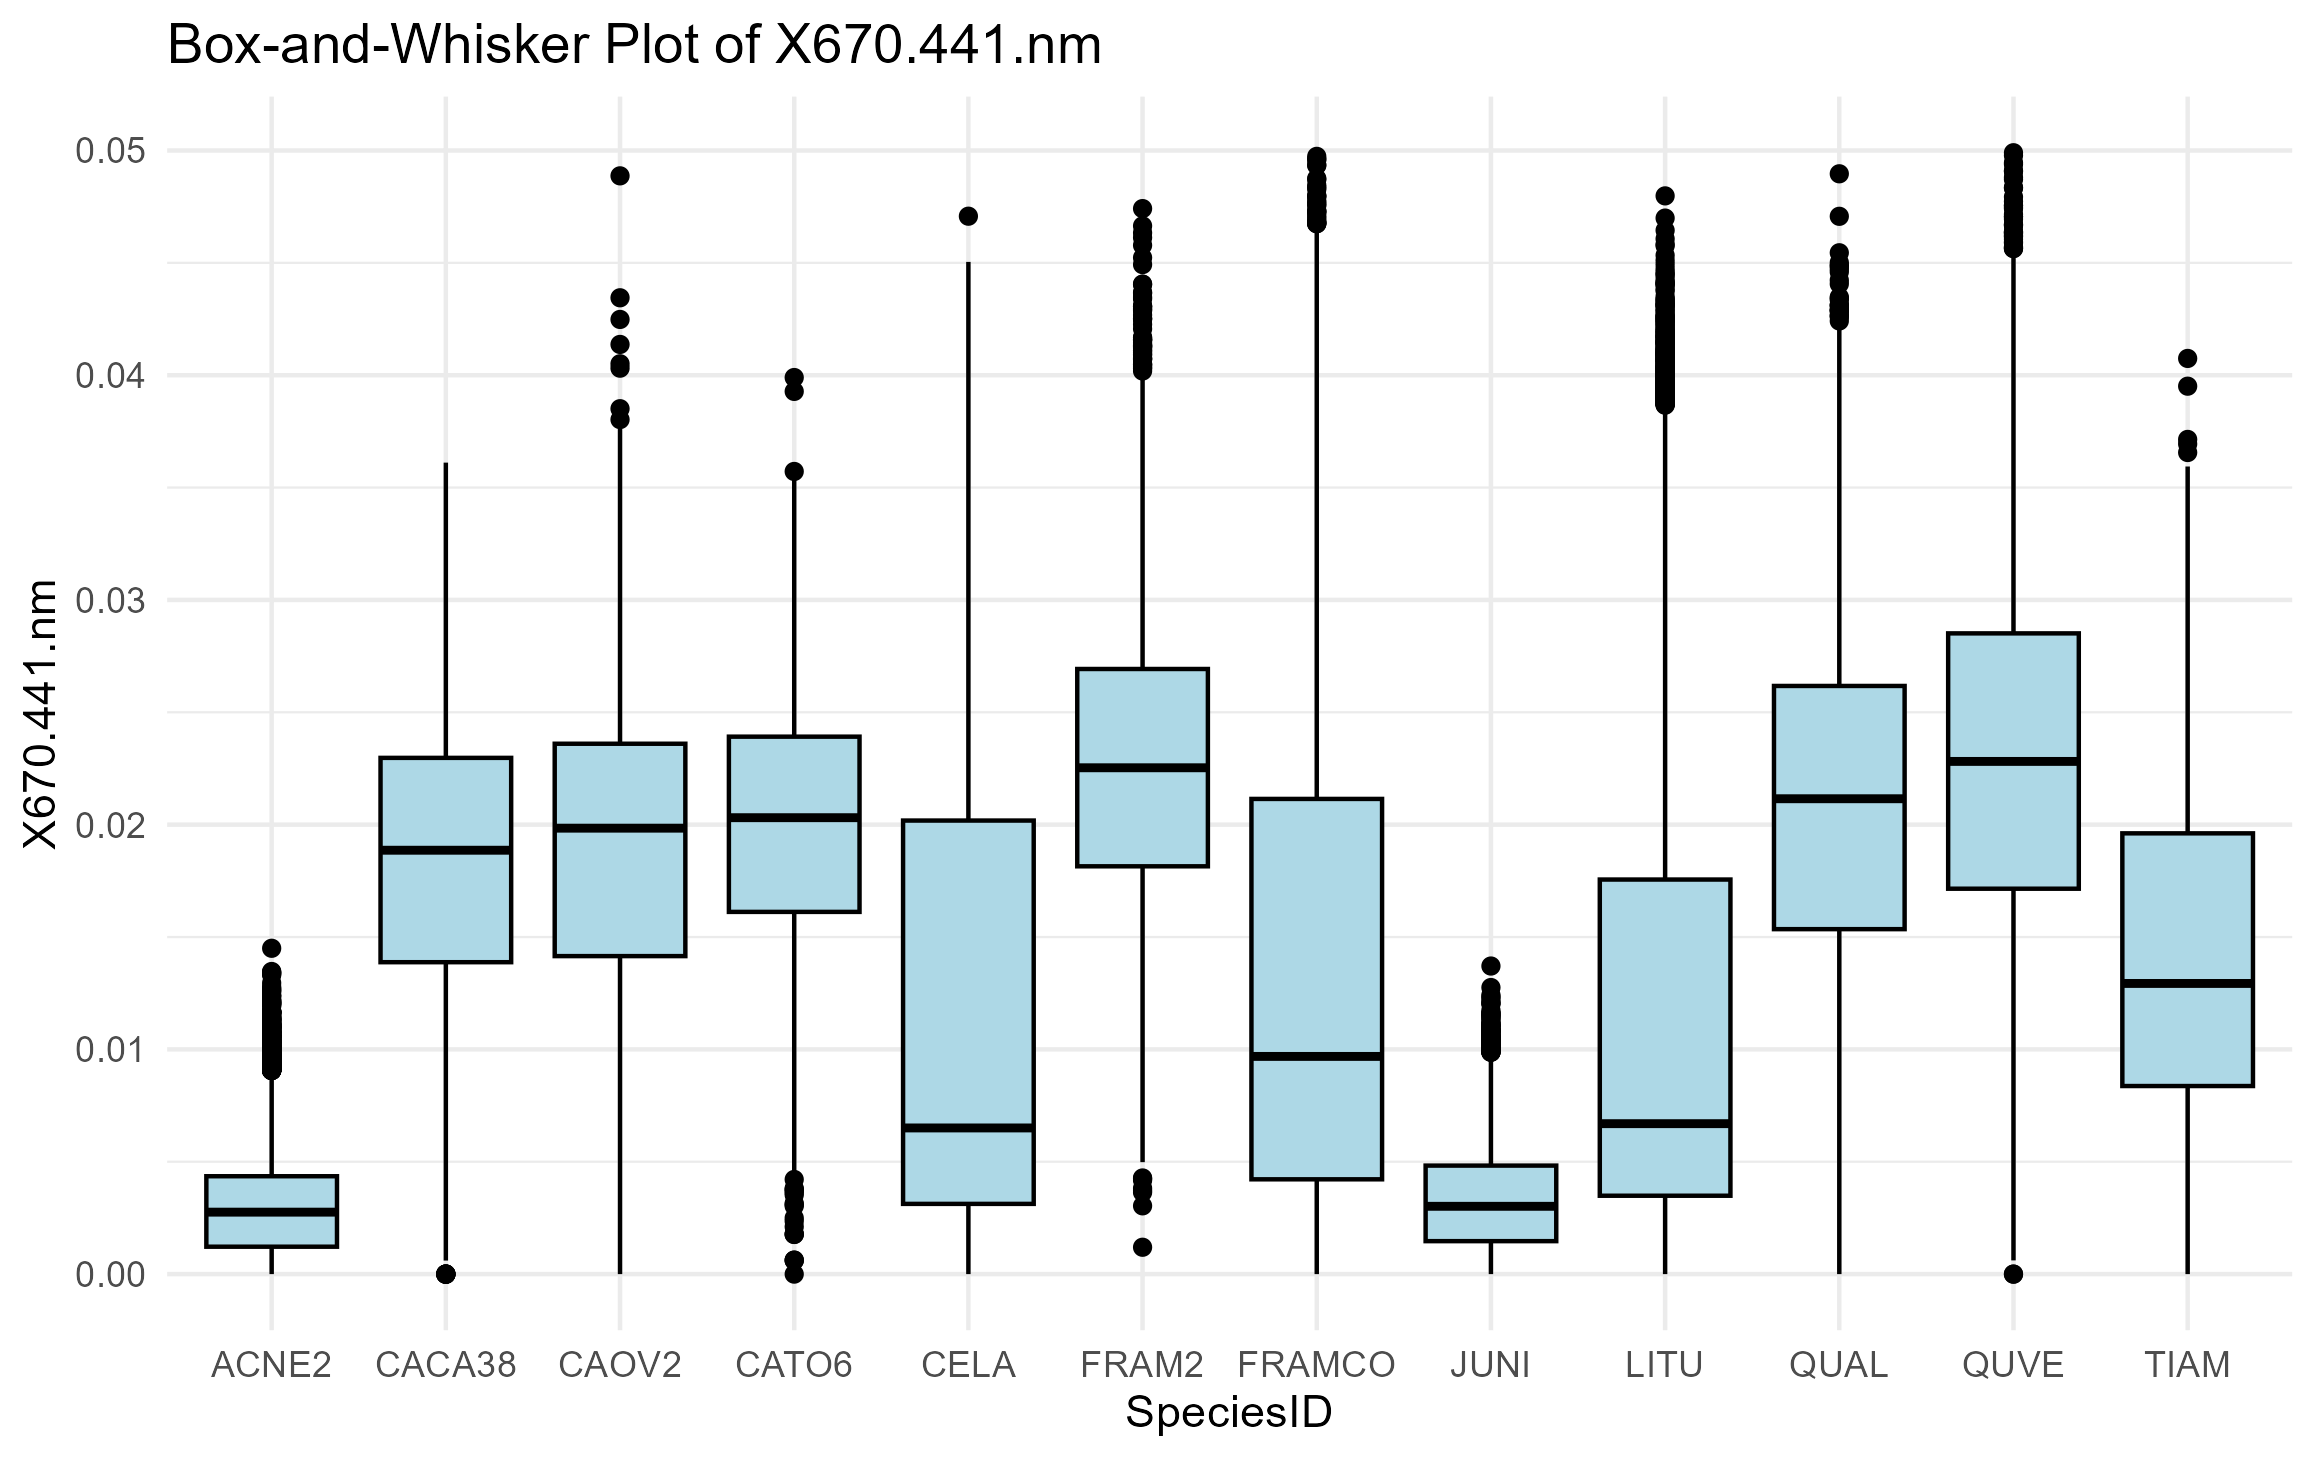 Box-and-Whisker Plot of X670.441.nm
X670.441.nm
0.05
0.04
0.03
0.02
0.01
0.00
ACNE2 CACA38 CAOV2 CATO6 CELA FRAM2 FRAMCO JUNI LITU QUAL QUVE TIAM
SpeciesID